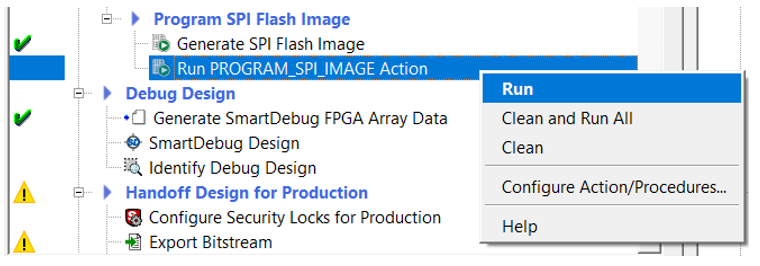 Program SPI Flash Image
Generate SPI Flash Image
Run PROGRAM_SPI_IMAGE Action
Debug Design
Generate SmartDebug FPGA Array Data
SmartDebug Design
Identify Debug Design
Handoff Design for Production
Configure Security Locks for Production
Export Bitstream
Run
Clean and Run All
Clean
Configure Action/Procedures...
Help